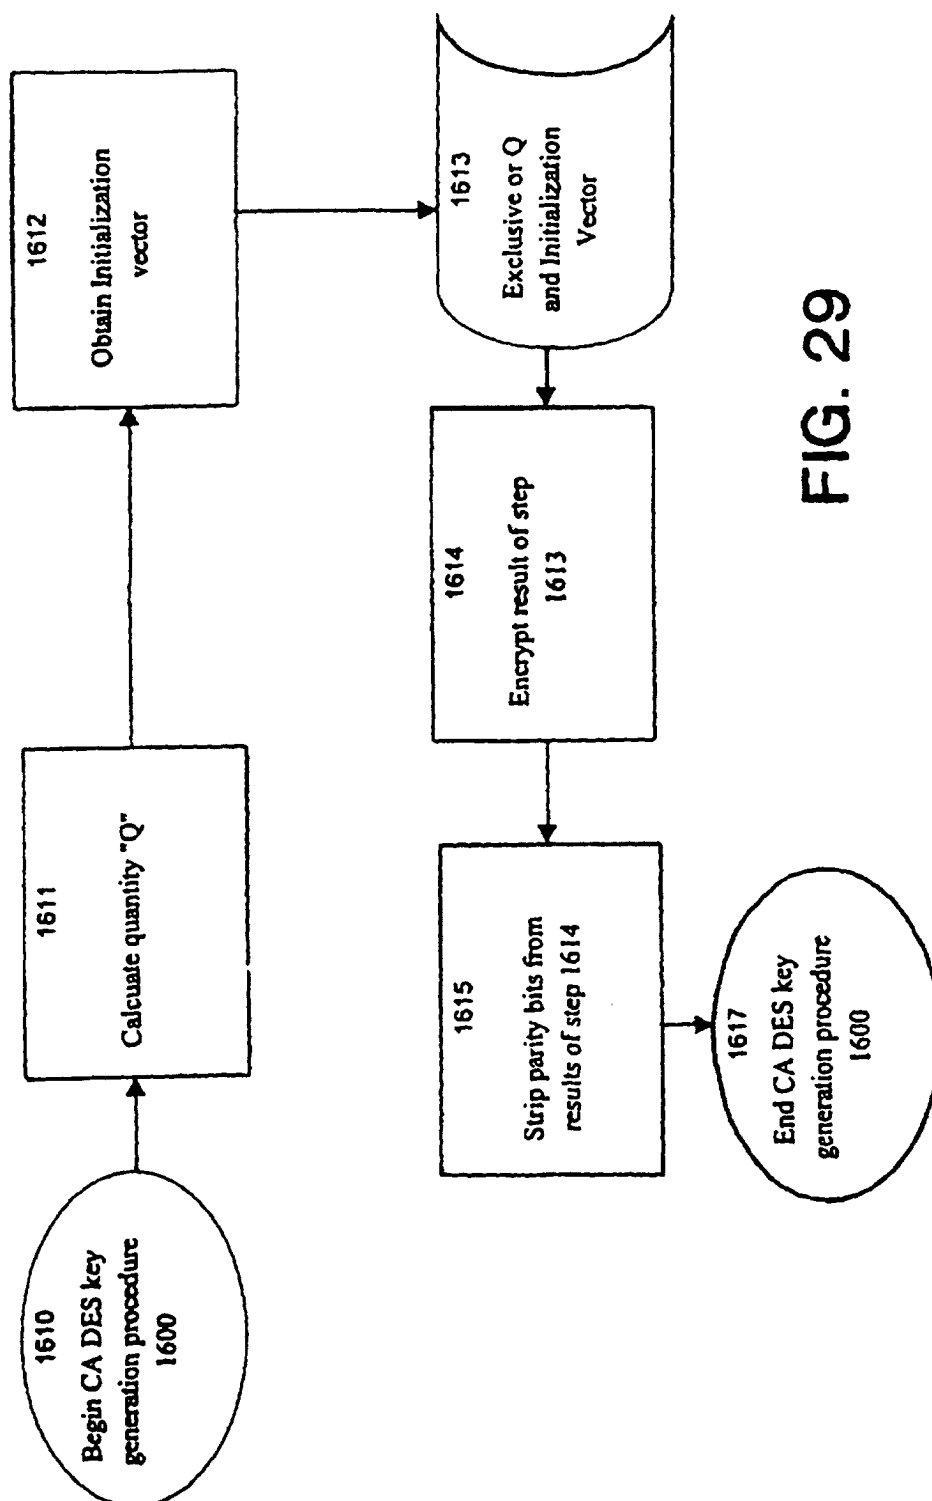 1610
Begin CA DES key
generation procedure
1600
1611
Calcuate quantity "Q"
1612
Obtain Initialization
vector
1613
Exclusive or Q
and Initialization
Vector
1614
Encrypt result of step
1613
1615
Strip parity bits from
results of step 1614
1617
End CA DES key
generation procedure
1600
FIG. 29